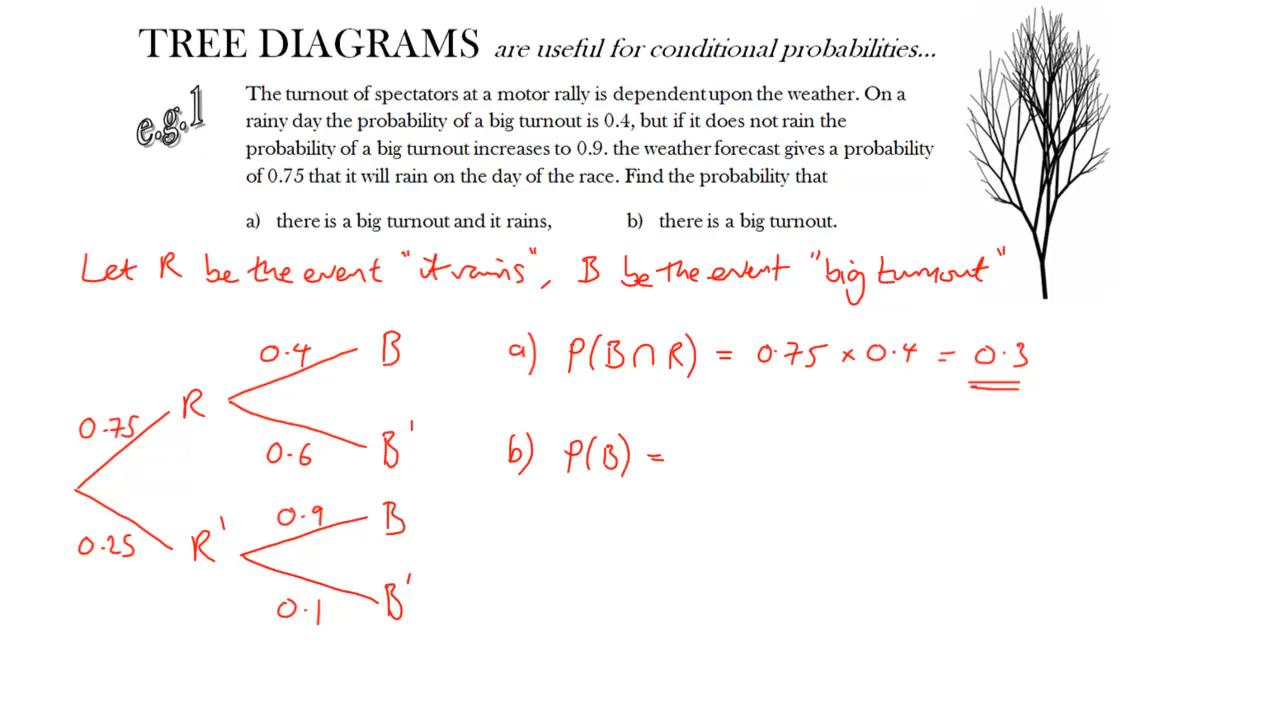 TREE DIAGRAMS are useful for conditional probabilities...
e.g.1
The turnout of spectators at a motor rally is dependent upon the weather. On a
rainy day the probability of a big turnout is 0.4, but if it does not rain the
probability of a big turnout increases to 0.9. the weather forecast gives a probability
of 0.75 that it will rain on the day of the race. Find the probability that
a) there is a big turnout and it rains, b) there is a big turnout.
Let R be the event "it rains", B be the event "big turnout"
0.4 B
a) P(B∩R) = 0.75 × 0.4 = 0.3
0.75 R
0.6 B'
b) P(B) =
0.9 B
0.25 R'
0.1 B'